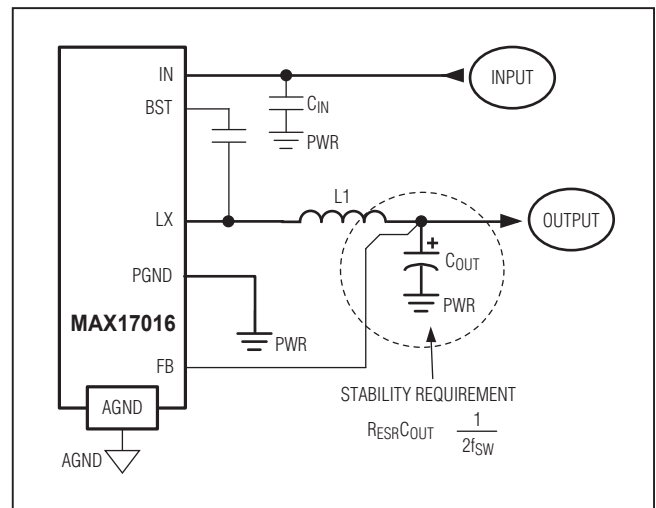 IN
INPUT
BST
CIN
PWR
L1
LX
OUTPUT
+
COUT
PGND
PWR
MAX17016
PWR
FB
STABILITY REQUIREMENT
AGND
RESRCOUT 1
2fSW
AGND